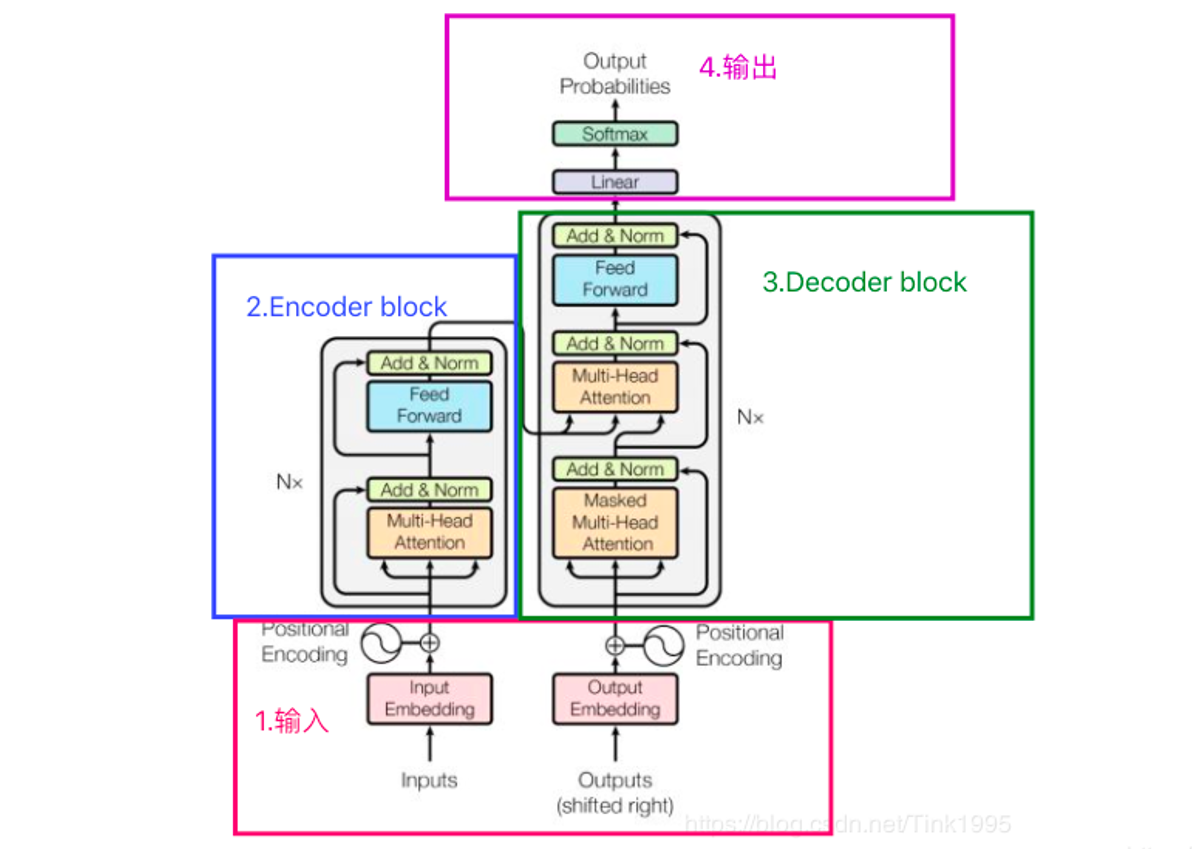 Output
Probabilities
4.输出
Softmax
Linear
Add & Norm
Feed
Forward
3.Decoder block
Add & Norm
Multi-Head
Attention
N×
Add & Norm
Masked
Multi-Head
Attention
2.Encoder block
Add & Norm
Feed
Forward
N×
Add & Norm
Multi-Head
Attention
Positional
Encoding
Positional
Encoding
1.输入
Input
Embedding
Output
Embedding
Inputs
Outputs
(shifted right)
https://blog.csdn.net/Tink1995